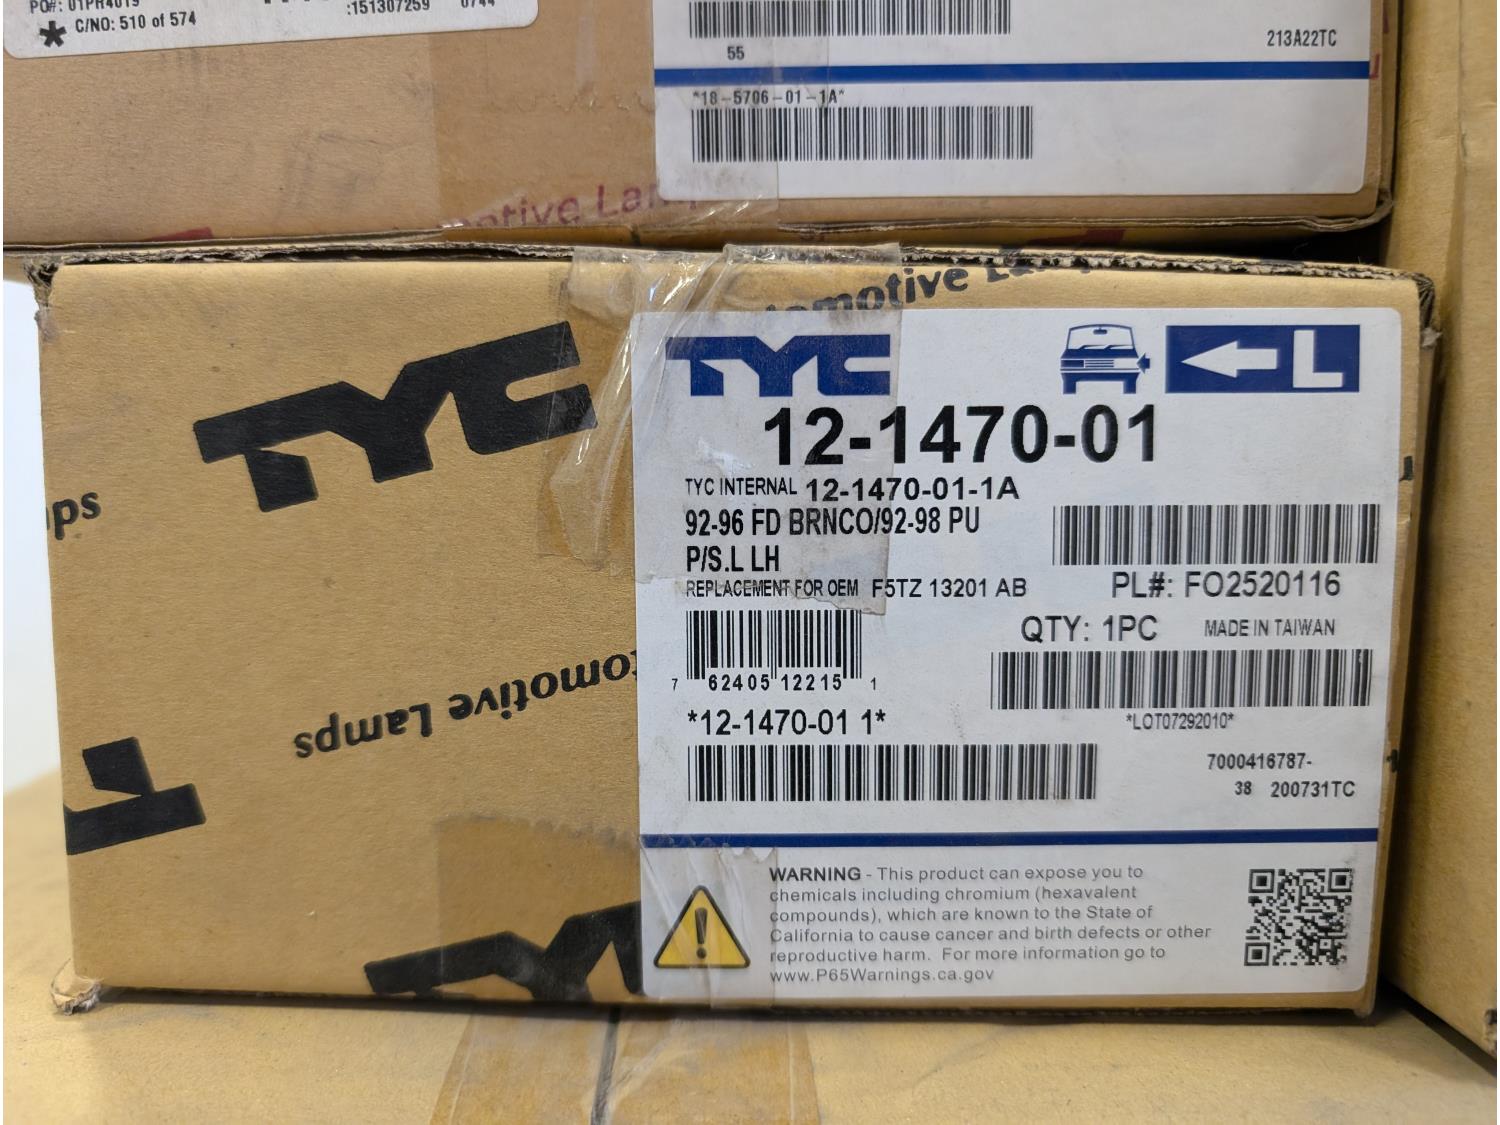 PO#: 01PR4019
C/NO: 510 of 574
:151307259 0744
55
213A22TC
*18-5706-01-1A*
motive Lamp
Automotive Lamps
TYC
TYC
L
12-1470-01
TYC INTERNAL 12-1470-01-1A
92-96 FD BRNCO/92-98 PU
P/S.L LH
REPLACEMENT FOR OEM F5TZ 13201 AB
PL#: FO2520116
QTY: 1PC MADE IN TAIWAN
7 62405 12215 1
*LOT07292010*
*12-1470-01 1*
7000416787-
38 200731TC
ps
tomotive Lamps
WARNING - This product can expose you to
chemicals including chromium (hexavalent
compounds), which are known to the State of
California to cause cancer and birth defects or other
reproductive harm. For more information go to
www.P65Warnings.ca.gov
TYC